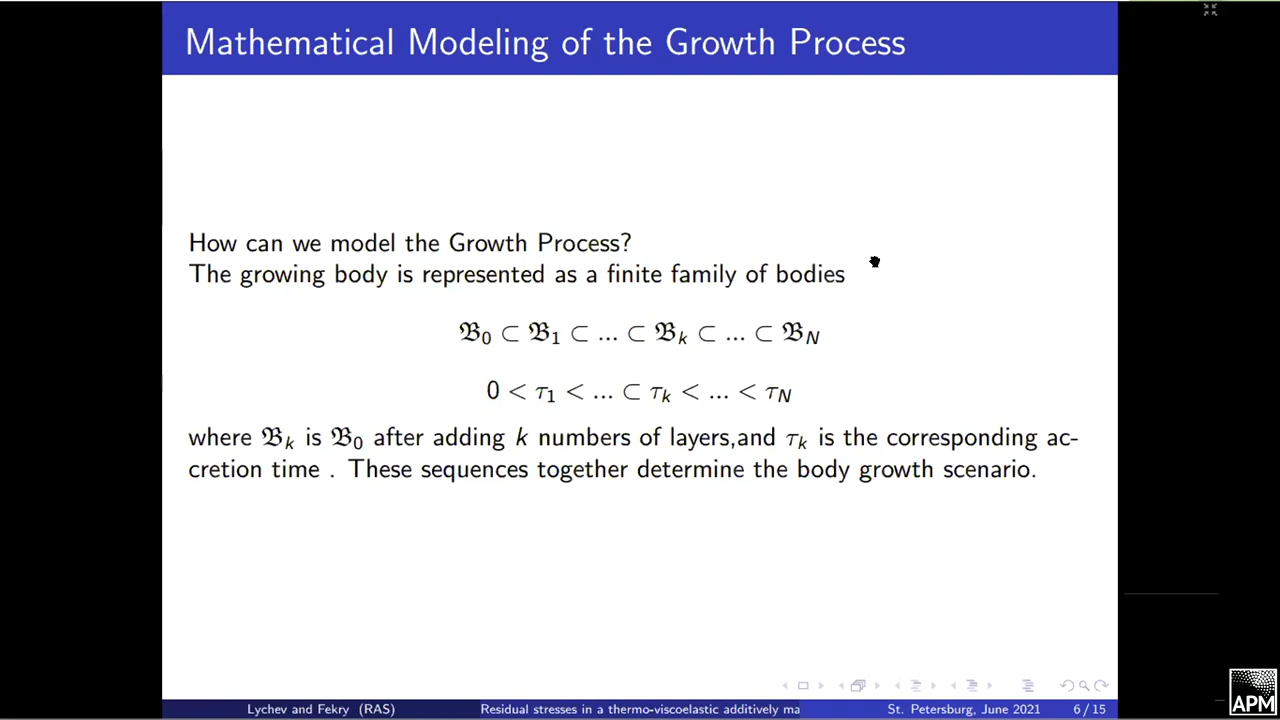 Mathematical Modeling of the Growth Process
How can we model the Growth Process?
The growing body is represented as a finite family of bodies
𝔅₀ ⊂ 𝔅₁ ⊂ ... ⊂ 𝔅ₖ ⊂ ... ⊂ 𝔅_N
0 < τ₁ < ... ⊂ τₖ < ... < τ_N
where 𝔅ₖ is 𝔅₀ after adding k numbers of layers,and τₖ is the corresponding ac-
cretion time . These sequences together determine the body growth scenario.
Lychev and Fekry (RAS) Residual stresses in a thermo-viscoelastic additively ma St. Petersburg, June 2021 6 / 15
APM